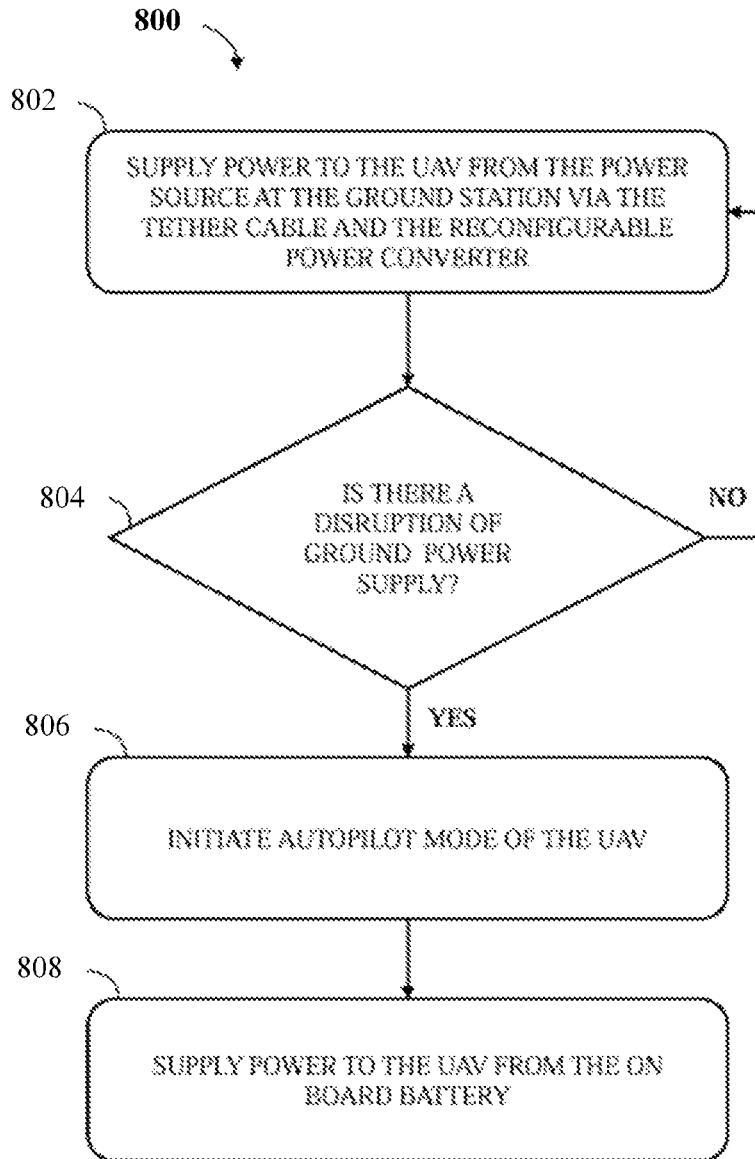 800
802
SUPPLY POWER TO THE UAV FROM THE POWER
SOURCE AT THE GROUND STATION VIA THE
TETHER CABLE AND THE RECONFIGURABLE
POWER CONVERTER
804
IS THERE A
DISRUPTION OF
GROUND POWER
SUPPLY?
NO
YES
806
INITIATE AUTOPILOT MODE OF THE UAV
808
SUPPLY POWER TO THE UAV FROM THE ON
BOARD BATTERY